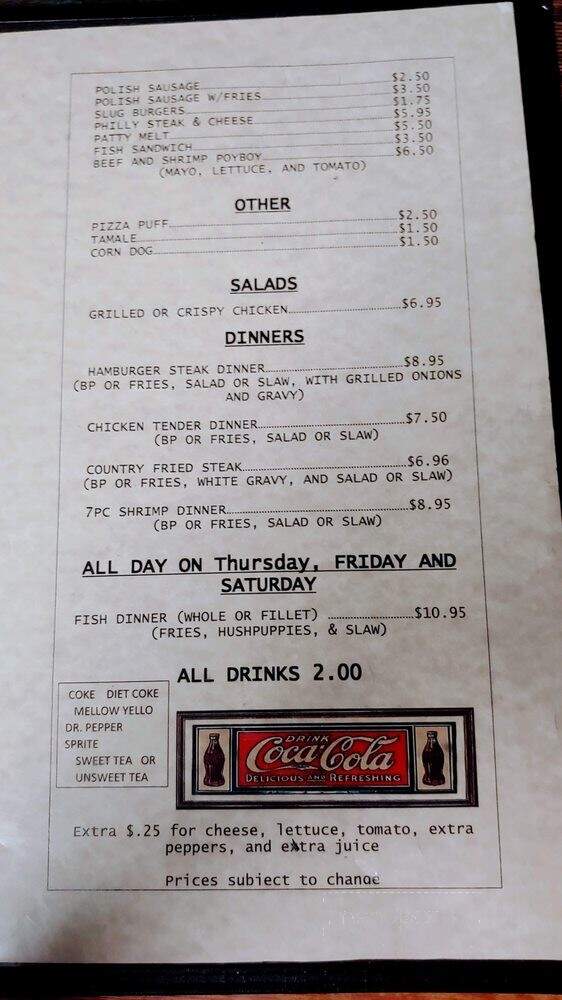 POLISH SAUSAGE $2.50
POLISH SAUSAGE W/FRIES $3.50
SLUG BURGERS $1.75
PHILLY STEAK & CHEESE $5.95
PATTY MELT $5.50
FISH SANDWICH $3.50
BEEF AND SHRIMP POYBOY $6.50
(MAYO, LETTUCE, AND TOMATO)
OTHER
PIZZA PUFF $2.50
TAMALE $1.50
CORN DOG $1.50
SALADS
GRILLED OR CRISPY CHICKEN $6.95
DINNERS
HAMBURGER STEAK DINNER $8.95
(BP OR FRIES, SALAD OR SLAW, WITH GRILLED ONIONS
AND GRAVY)
CHICKEN TENDER DINNER $7.50
(BP OR FRIES, SALAD OR SLAW)
COUNTRY FRIED STEAK $6.96
(BP OR FRIES, WHITE GRAVY, AND SALAD OR SLAW)
7PC SHRIMP DINNER $8.95
(BP OR FRIES, SALAD OR SLAW)
ALL DAY ON Thursday, FRIDAY AND
SATURDAY
FISH DINNER (WHOLE OR FILLET) $10.95
(FRIES, HUSHPUPPIES, & SLAW)
ALL DRINKS 2.00
COKE DIET COKE
MELLOW YELLO
DR. PEPPER
SPRITE
SWEET TEA OR
UNSWEET TEA
DRINK
Coca-Cola
DELICIOUS AND REFRESHING
Extra $.25 for cheese, lettuce, tomato, extra
peppers, and extra juice
Prices subject to change